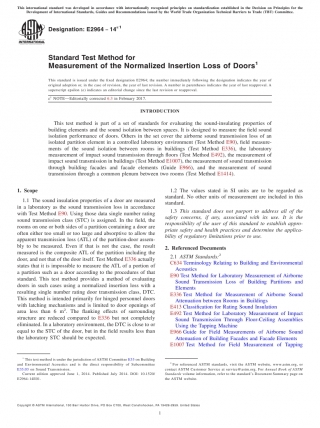 This international standard was developed in accordance with internationally recognized principles on standardization established in the Decision on Principles for the
Development of International Standards, Guides and Recommendations issued by the World Trade Organization Technical Barriers to Trade (TBT) Committee.
Designation: E2964 − 14ε1
Standard Test Method for
Measurement of the Normalized Insertion Loss of Doors1
This standard is issued under the fixed designation E2964; the number immediately following the designation indicates the year of
original adoption or, in the case of revision, the year of last revision. A number in parentheses indicates the year of last reapproval. A
superscript epsilon (ε) indicates an editorial change since the last revision or reapproval.
INTRODUCTION
This test method is part of a set of standards for evaluating the sound-insulating properties of
building elements and the sound isolation between spaces. It is designed to measure the field sound
isolation performance of doors. Others in the set cover the airborne sound transmission loss of an
isolated partition element in a controlled laboratory environment (Test Method E90), field measure-
ments of the sound isolation between rooms in buildings (Test Method E336), the laboratory
measurement of impact sound transmission through floors (Test Method E492), the measurement of
impact sound transmission in buildings (Test Method E1007), the measurement of sound transmission
through building facades and facade elements (Guide E966), and the measurement of sound
transmission through a common plenum between two rooms (Test Method E1414).
1. Scope
1.1 The sound insulation properties of a door are measured
in a laboratory as the sound transmission loss in accordance
with Test Method E90. Using those data single number rating
sound transmission class (STC) is assigned. In the field, the
rooms on one or both sides of a partition containing a door are
often either too small or too large and absorptive to allow the
apparent transmission loss (ATL) of the partition-door assem-
bly to be measured. Even if that is not the case, the result
measured is the composite ATL of the partition including the
door, and not that of the door itself. Test Method E336 actually
states that it is impossible to measure the ATL of a portion of
a partition such as a door according to the procedures of that
standard. This test method provides a method of evaluating
doors in such cases using a normalized insertion loss with a
resulting single number rating door transmission class, DTC.
This method is intended primarily for hinged personnel doors
with latching mechanisms and is limited to door openings of
area less than 6 m2. The flanking effects of surrounding
structure are reduced compared to E336 but not completely
eliminated. In a laboratory environment, the DTC is close to or
equal to the STC of the door, but in the field results less than
the laboratory STC should be expected.
1.2 The values stated in SI units are to be regarded as
standard. No other units of measurement are included in this
standard.
1.3 This standard does not purport to address all of the
safety concerns, if any, associated with its use. It is the
responsibility of the user of this standard to establish appro-
priate safety and health practices and determine the applica-
bility of regulatory limitations prior to use.
2. Referenced Documents
2.1 ASTM Standards:2
C634 Terminology Relating to Building and Environmental
Acoustics
E90 Test Method for Laboratory Measurement of Airborne
Sound Transmission Loss of Building Partitions and
Elements
E336 Test Method for Measurement of Airborne Sound
Attenuation between Rooms in Buildings
E413 Classification for Rating Sound Insulation
E492 Test Method for Laboratory Measurement of Impact
Sound Transmission Through Floor-Ceiling Assemblies
Using the Tapping Machine
E966 Guide for Field Measurements of Airborne Sound
Attenuation of Building Facades and Facade Elements
E1007 Test Method for Field Measurement of Tapping
1 This test method is under the jurisdiction of ASTM Committee E33 on Building
and Environmental Acoustics and is the direct responsibility of Subcommittee
E33.03 on Sound Transmission.
2 For referenced ASTM standards, visit the ASTM website, www.astm.org, or
contact ASTM Customer Service at service@astm.org. For Annual Book of ASTM
Standards volume information, refer to the standard's Document Summary page on
the ASTM website.
1